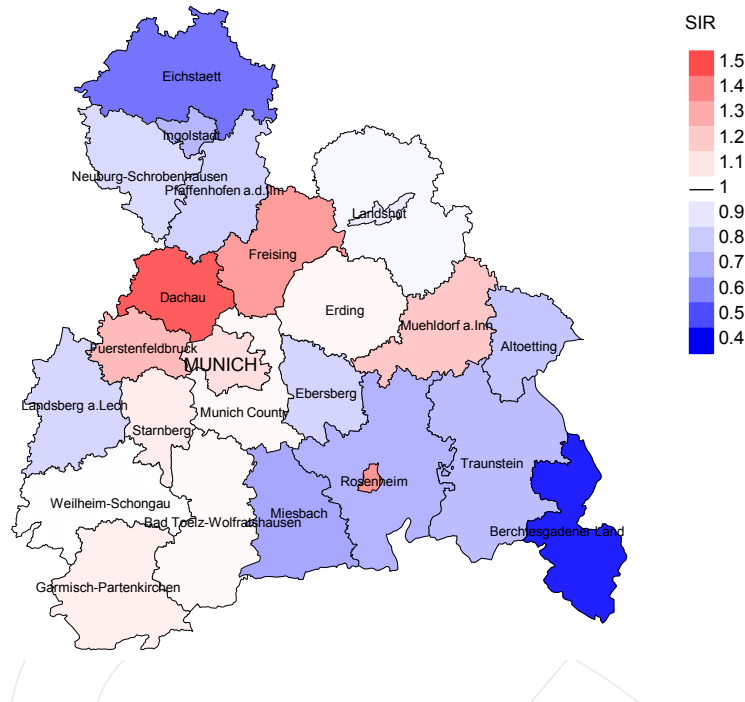 SIR
Eichstaett
1.5
1.4
1.3
1.2
1.1
1
0.9
0.8
0.7
0.6
0.5
0.4
Ingolstadt
Neuburg-Schrobenhausen
Pfaffenhofen a.d.Ilm
Landshut
Freising
Dachau
Erding
Muehldorf a.Inn
Altoetting
Fuerstenfeldbruck
MUNICH
Ebersberg
Landsberg a.Lech
Munich County
Starnberg
Traunstein
Rosenheim
Weilheim-Schongau
Miesbach
Bad Toelz-Wolfratshausen
Berchtesgadener Land
Garmisch-Partenkirchen